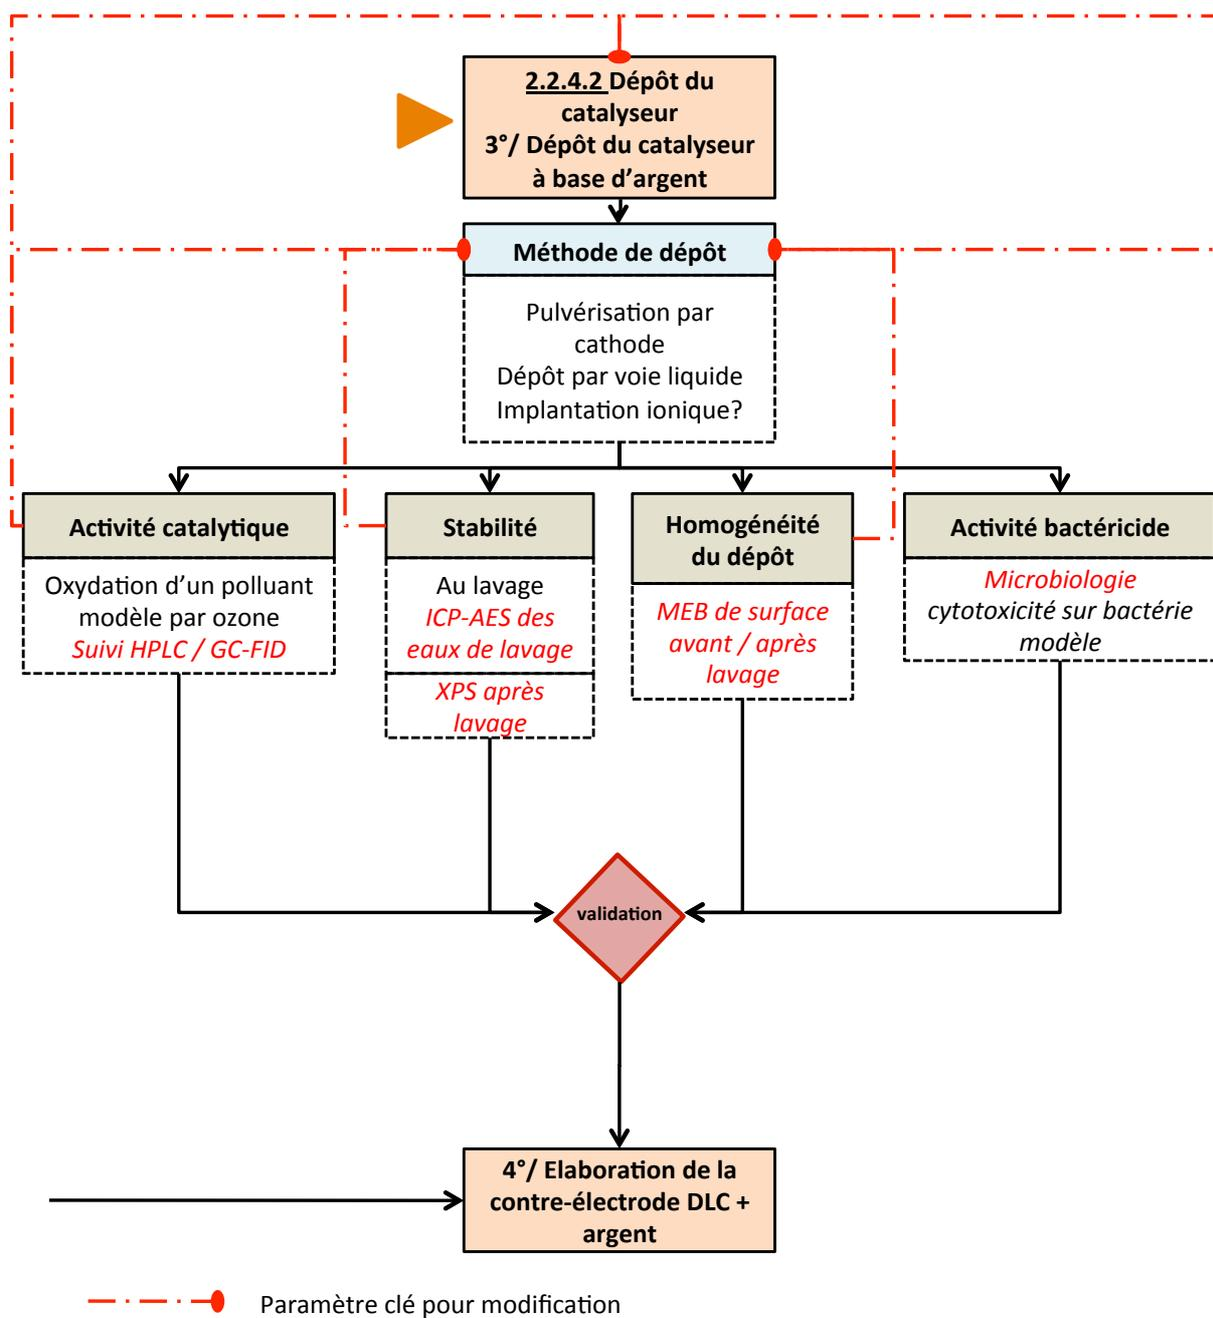 2.2.4.2 Dépôt du
catalyseur
3°/ Dépôt du catalyseur
à base d’argent
Méthode de dépôt
Pulvérisation par
cathode
Dépôt par voie liquide
Implantation ionique?
Activité catalytique
Oxydation d’un polluant
modèle par ozone
Suivi HPLC / GC-FID
Stabilité
Au lavage
ICP-AES des
eaux de lavage
XPS après
lavage
Homogénéité
du dépôt
MEB de surface
avant / après
lavage
Activité bactéricide
Microbiologie
cytotoxicité sur bactérie
modèle
validation
4°/ Elaboration de la
contre-électrode DLC +
argent
Paramètre clé pour modification